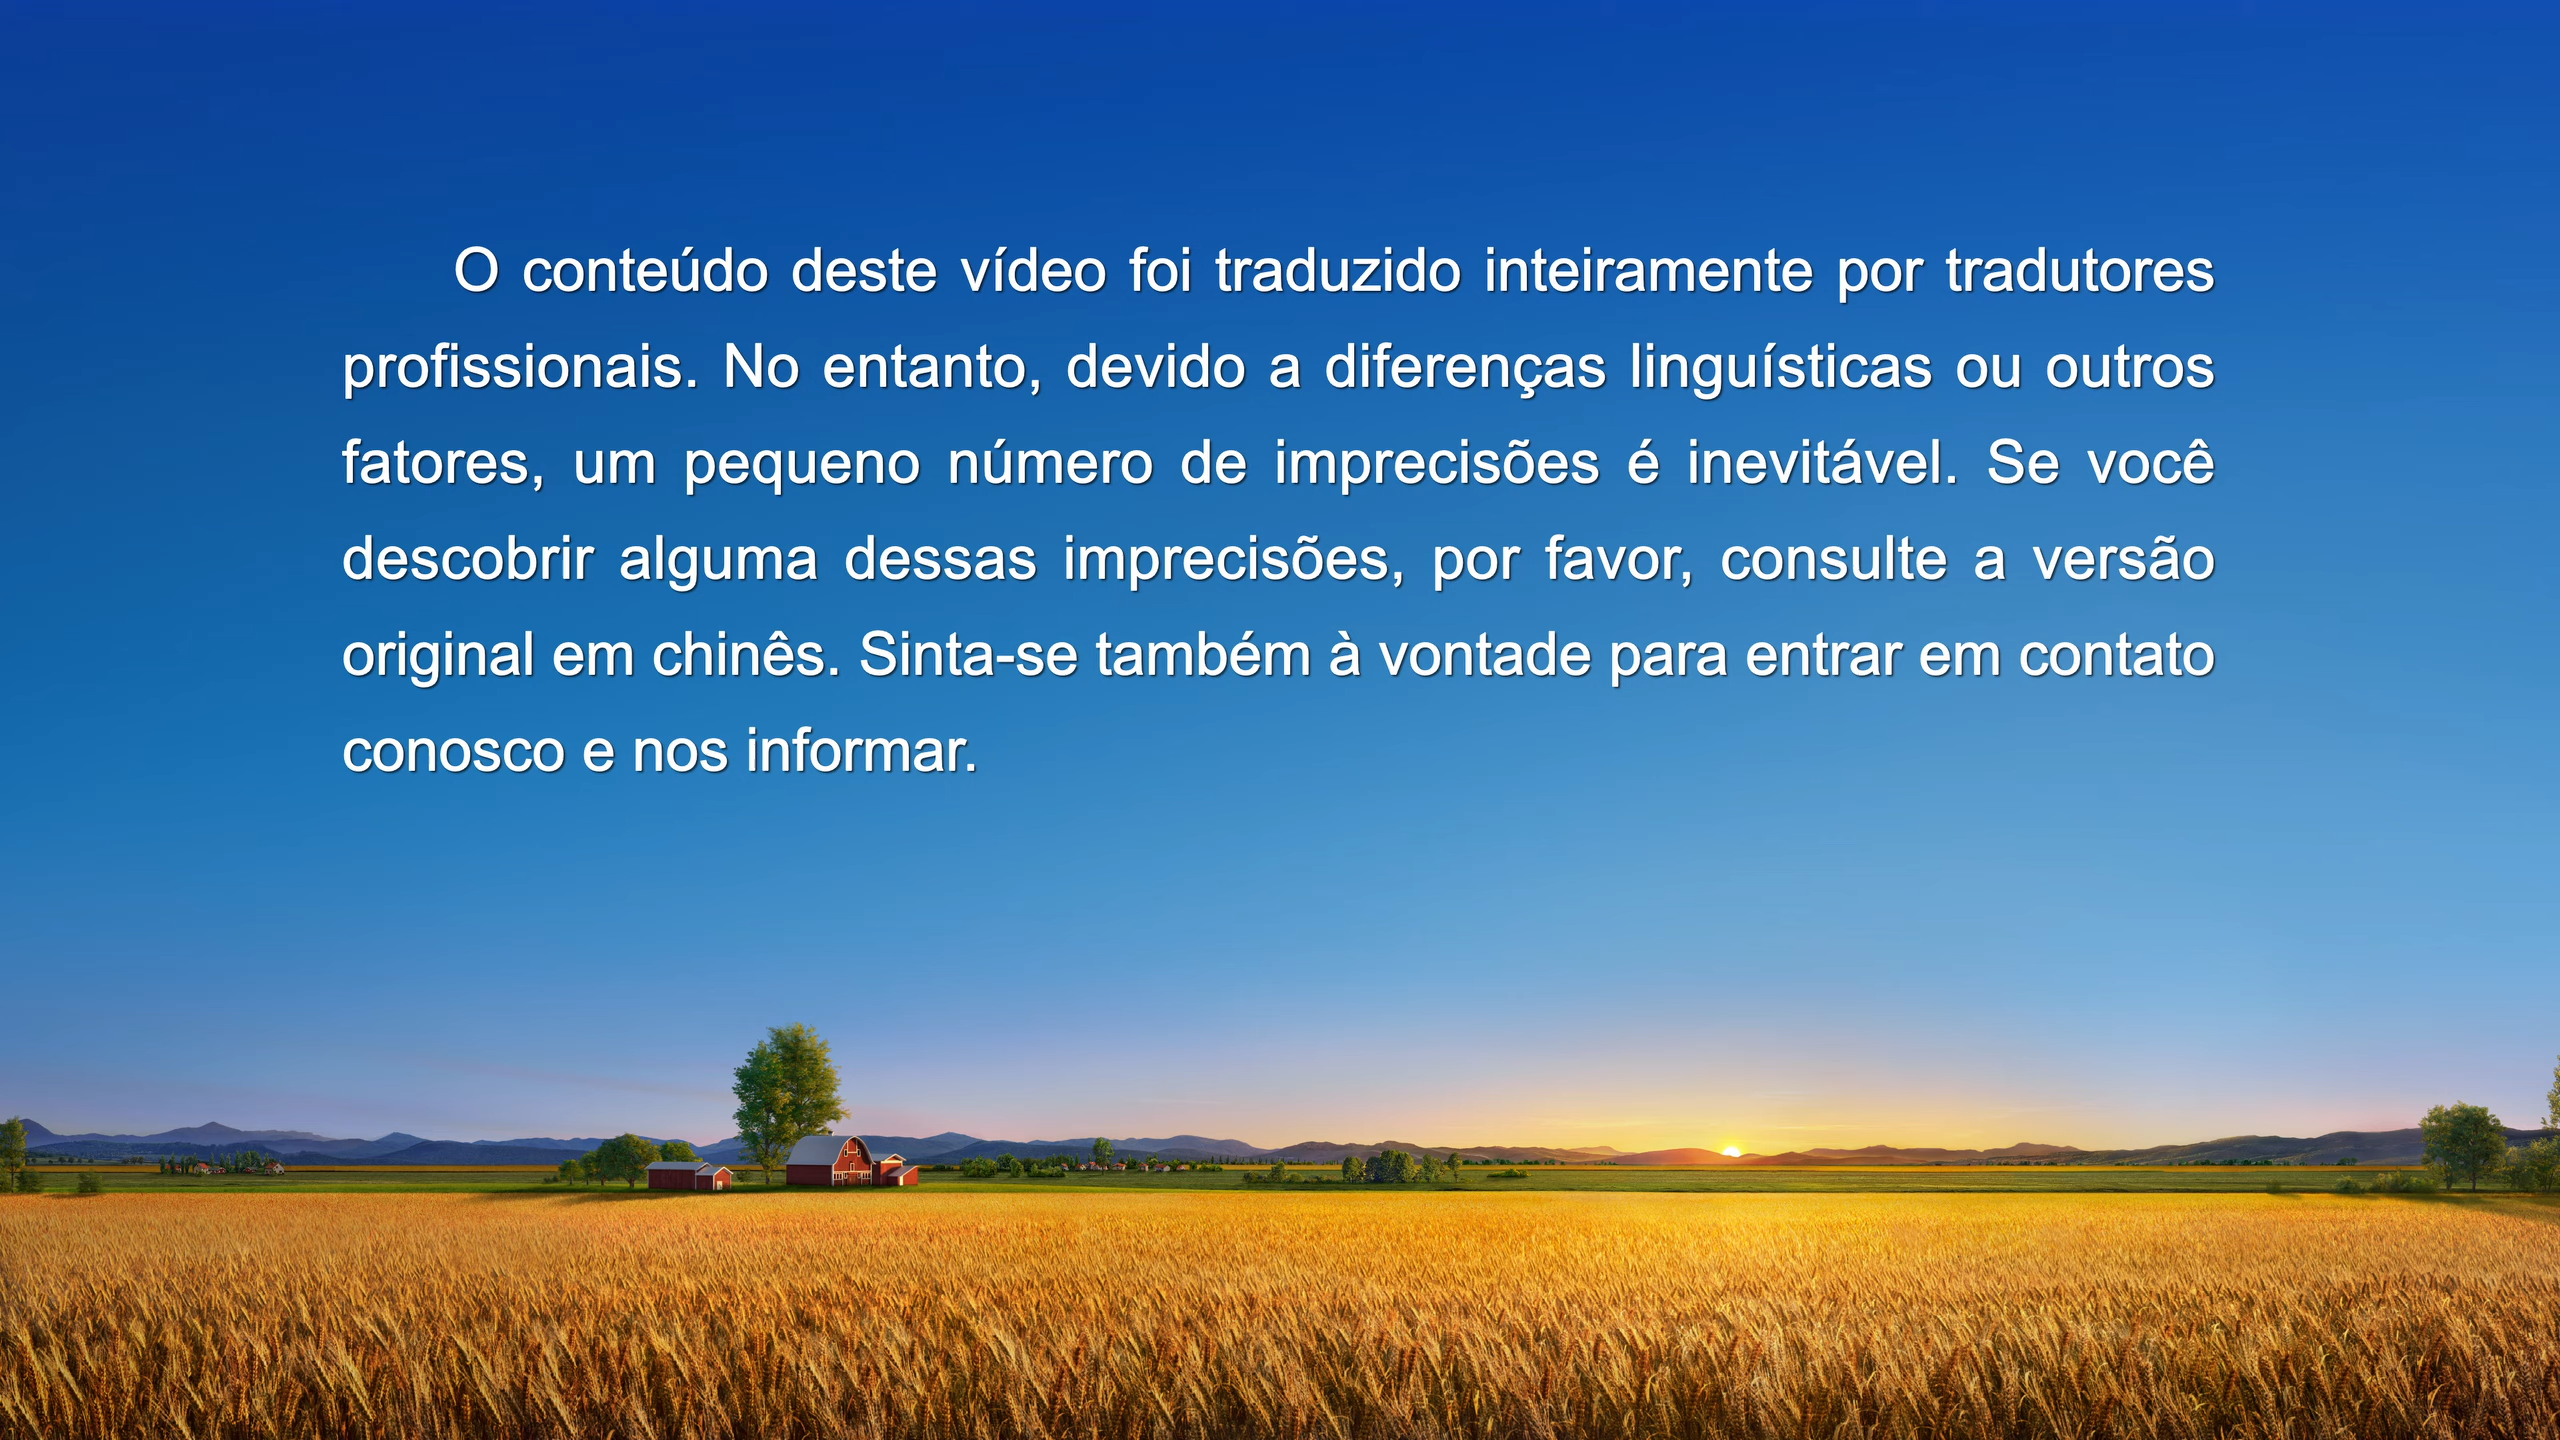 O conteúdo deste vídeo foi traduzido inteiramente por tradutores
profissionais. No entanto, devido a diferenças linguísticas ou outros
fatores, um pequeno número de imprecisões é inevitável. Se você
descobrir alguma dessas imprecisões, por favor, consulte a versão
original em chinês. Sinta-se também à vontade para entrar em contato
conosco e nos informar.